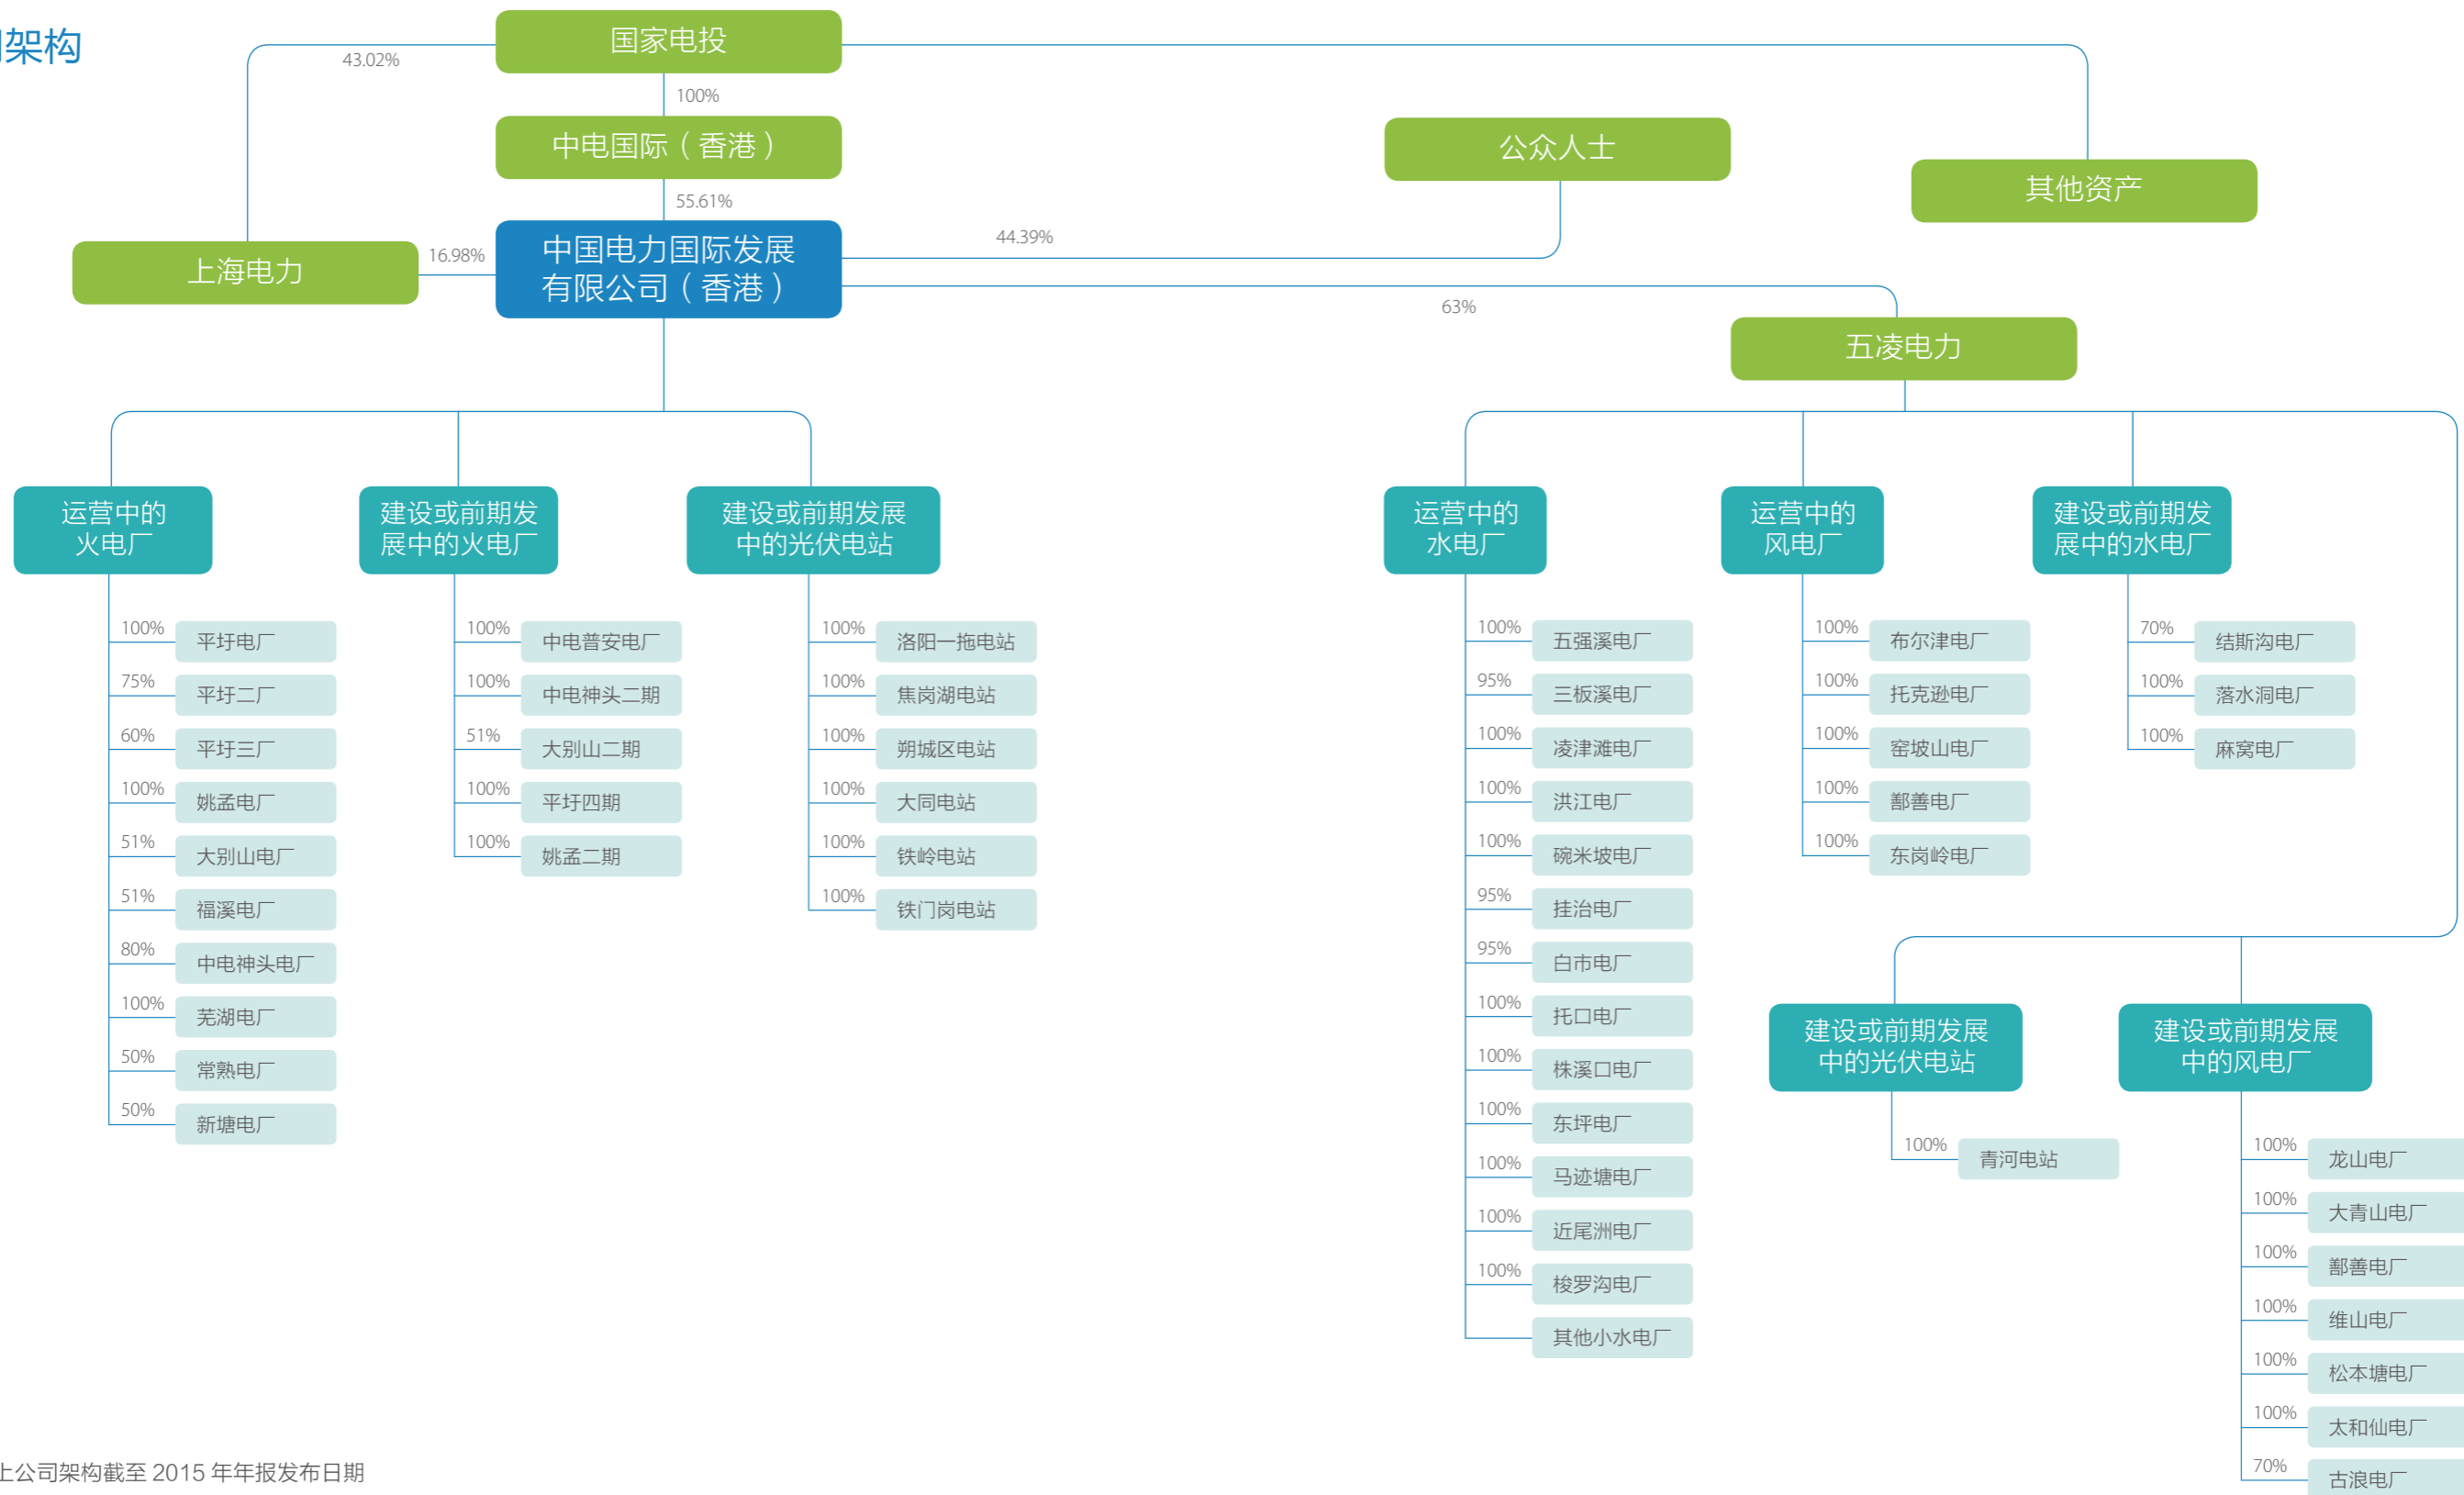 架构
国家电投
43.02%
100%
中电国际（香港）
公众人士
其他资产
55.61%
上海电力
16.98%
中国电力国际发展
有限公司（香港）
44.39%
63%
五凌电力
运营中的
火电厂
100%
平圩电厂
75%
平圩二厂
60%
平圩三厂
100%
姚孟电厂
51%
大别山电厂
51%
福溪电厂
80%
中电神头电厂
100%
芜湖电厂
50%
常熟电厂
50%
新塘电厂
建设或前期发
展中的火电厂
100%
中电普安电厂
100%
中电神头二期
51%
大别山二期
100%
平圩四期
100%
姚孟二期
建设或前期发展
中的光伏电站
100%
洛阳一拖电站
100%
焦岗湖电站
100%
朔城区电站
100%
大同电站
100%
铁岭电站
100%
铁门岗电站
运营中的
水电厂
100%
五强溪电厂
95%
三板溪电厂
100%
凌津滩电厂
100%
洪江电厂
100%
碗米坡电厂
95%
挂治电厂
95%
白市电厂
100%
托口电厂
100%
株溪口电厂
100%
东坪电厂
100%
马迹塘电厂
100%
近尾洲电厂
100%
梭罗沟电厂
其他小水电厂
运营中的
风电厂
100%
布尔津电厂
100%
托克逊电厂
100%
窑坡山电厂
100%
鄯善电厂
100%
东岗岭电厂
建设或前期发
展中的水电厂
70%
结斯沟电厂
100%
落水洞电厂
100%
麻窝电厂
建设或前期发展
中的光伏电站
100%
青河电站
建设或前期发展
中的风电厂
100%
龙山电厂
100%
大青山电厂
100%
鄯善电厂
100%
维山电厂
100%
松本塘电厂
100%
太和仙电厂
70%
古浪电厂
上公司架构截至 2015 年年报发布日期